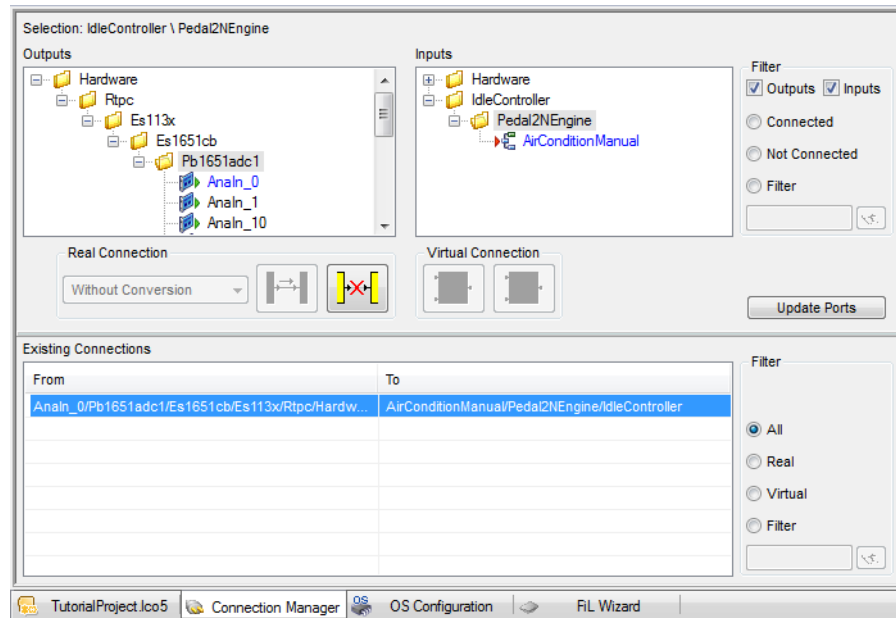 Selection: IdleController \ Pedal2NEngine
Outputs
Inputs
Hardware
Rtpc
Es113x
Es1651cb
Pb1651adc1
AnaIn_0
AnaIn_1
AnaIn_10
Hardware
IdleController
Pedal2NEngine
AirConditionManual
Filter
Outputs Inputs
Connected
Not Connected
Filter
Real Connection
Without Conversion
Virtual Connection
Update Ports
Existing Connections
From To
AnaIn_0/Pb1651adc1/Es1651cb/Es113x/Rtpc/Hardw... AirConditionManual/Pedal2NEngine/IdleController
Filter
All
Real
Virtual
Filter
TutorialProject.lco5 Connection Manager OS OS Configuration FiL Wizard